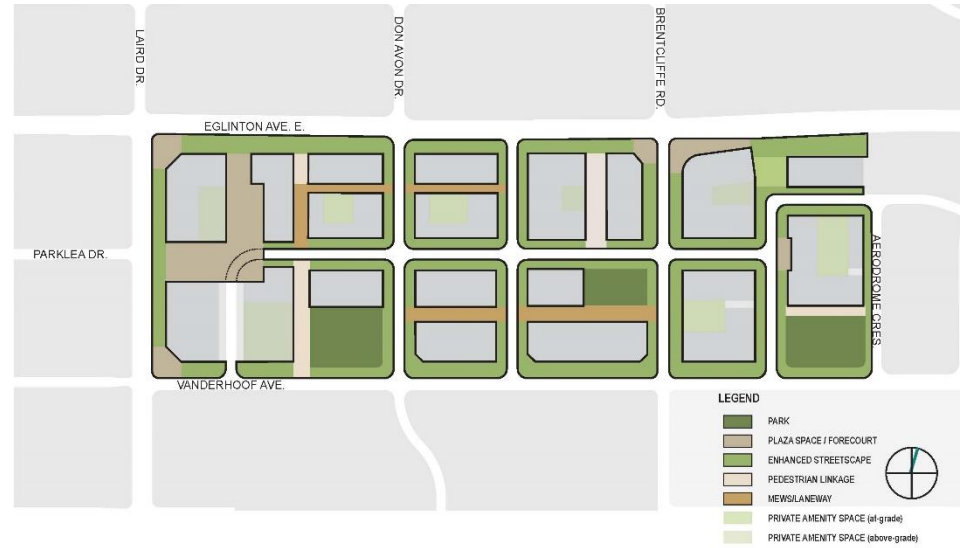 LAIRD DR.
DON AVON DR.
BRENTCLIFFE RD.
EGLINTON AVE. E.
PARKLEA DR.
AERODROME CRES
VANDERHOOF AVE.
LEGEND
PARK
PLAZA SPACE / FORECOURT
ENHANCED STREETSCAPE
PEDESTRIAN LINKAGE
MEWS/LANEWAY
PRIVATE AMENITY SPACE (at-grade)
PRIVATE AMENITY SPACE (above-grade)